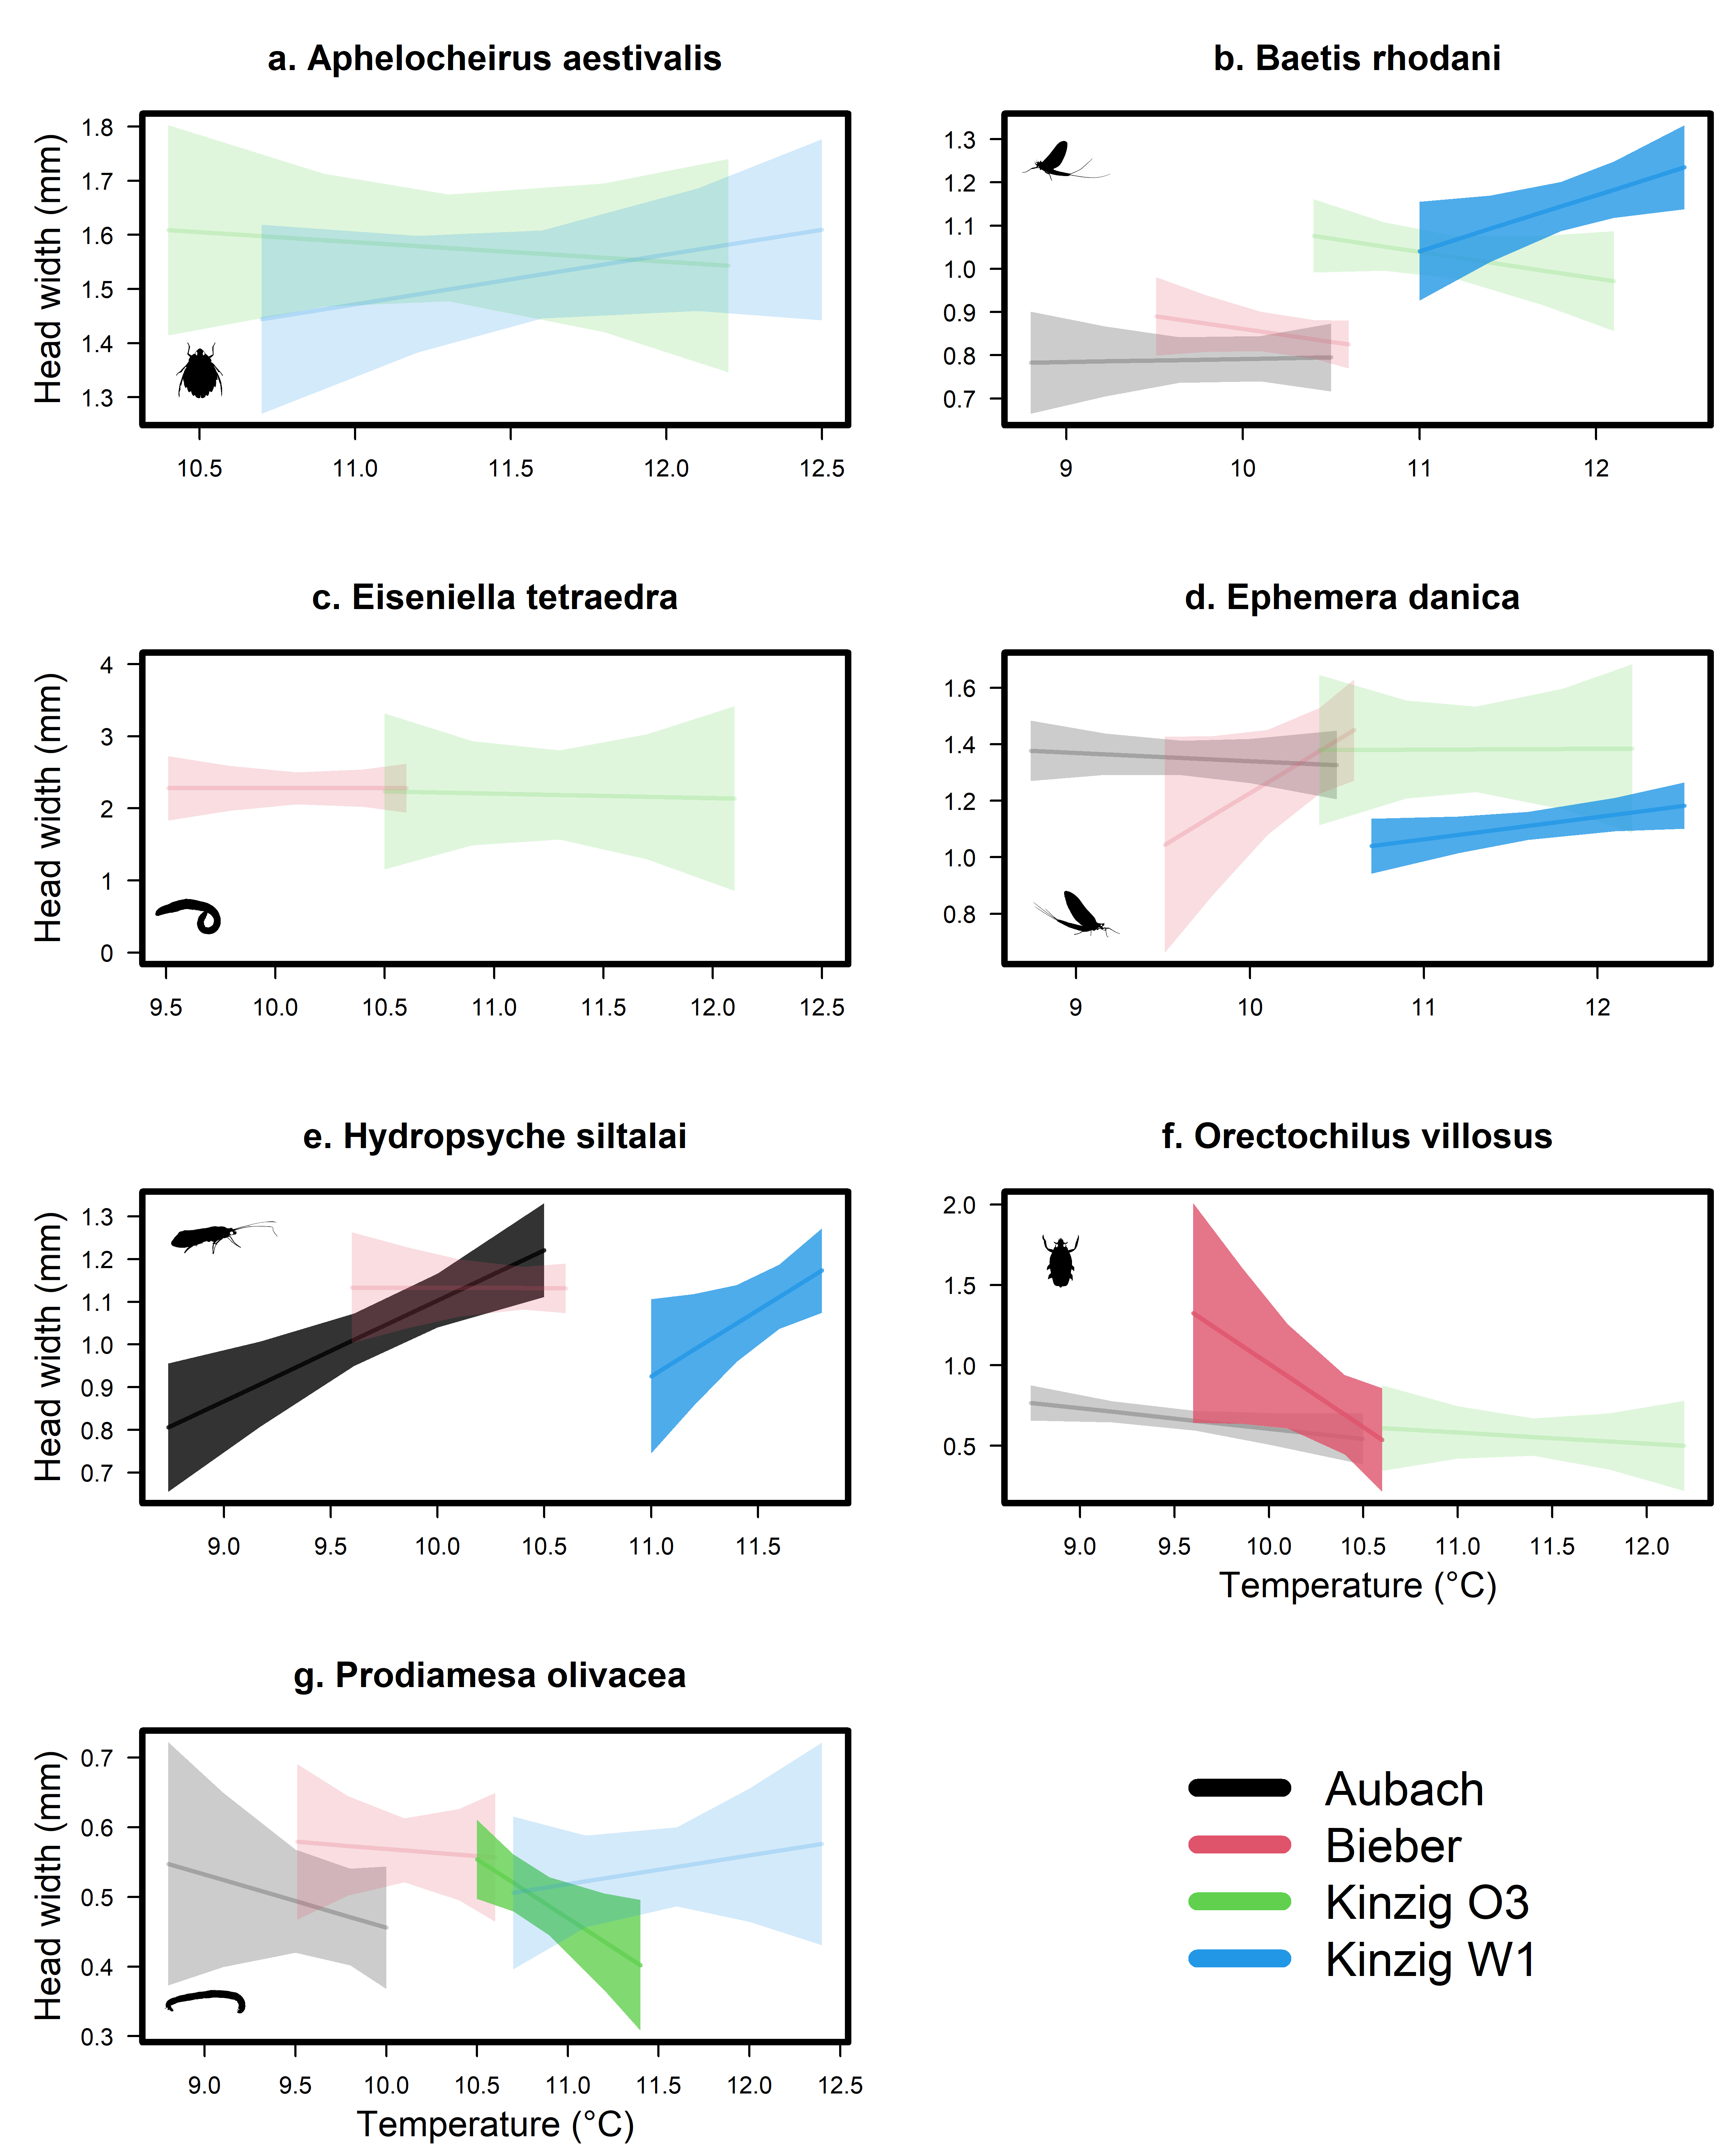 a. Aphelocheirus aestivalis
Head width (mm)
1.8
1.7
1.6
1.5
1.4
1.3
10.5 11.0 11.5 12.0 12.5
b. Baetis rhodani
1.3
1.2
1.1
1.0
0.9
0.8
0.7
9 10 11 12
c. Eiseniella tetraedra
Head width (mm)
4
3
2
1
0
9.5 10.0 10.5 11.0 11.5 12.0 12.5
d. Ephemera danica
1.6
1.4
1.2
1.0
0.8
9 10 11 12
e. Hydropsyche siltalai
Head width (mm)
1.3
1.2
1.1
1.0
0.9
0.8
0.7
9.0 9.5 10.0 10.5 11.0 11.5
f. Orectochilus villosus
2.0
1.5
1.0
0.5
9.0 9.5 10.0 10.5 11.0 11.5 12.0
Temperature (°C)
g. Prodiamesa olivacea
Head width (mm)
0.7
0.6
0.5
0.4
0.3
9.0 9.5 10.0 10.5 11.0 11.5 12.0 12.5
Temperature (°C)
Aubach
Bieber
Kinzig O3
Kinzig W1